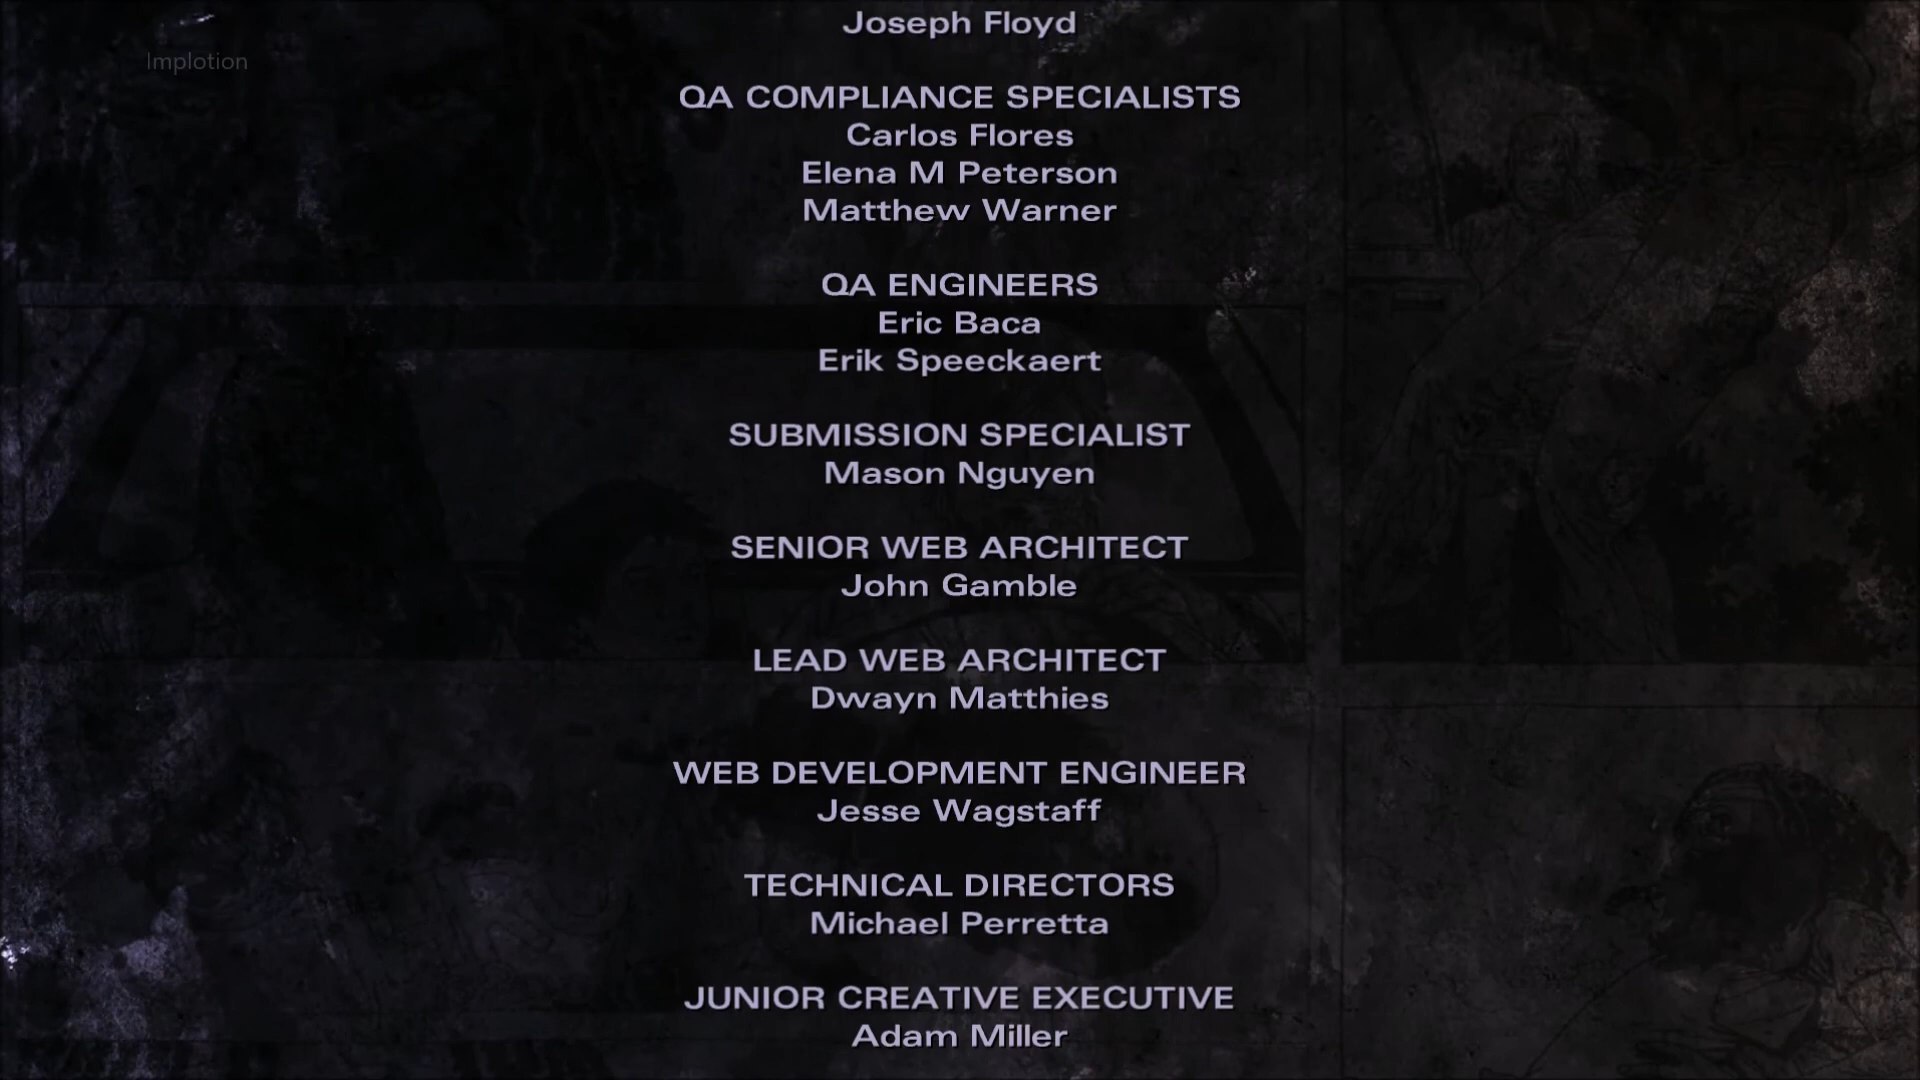 Joseph Floyd
Implotion
QA COMPLIANCE SPECIALISTS
Carlos Flores
Elena M Peterson
Matthew Warner
QA ENGINEERS
Eric Baca
Erik Speeckaert
SUBMISSION SPECIALIST
Mason Nguyen
SENIOR WEB ARCHITECT
John Gamble
LEAD WEB ARCHITECT
Dwayn Matthies
WEB DEVELOPMENT ENGINEER
Jesse Wagstaff
TECHNICAL DIRECTORS
Michael Perretta
JUNIOR CREATIVE EXECUTIVE
Adam Miller